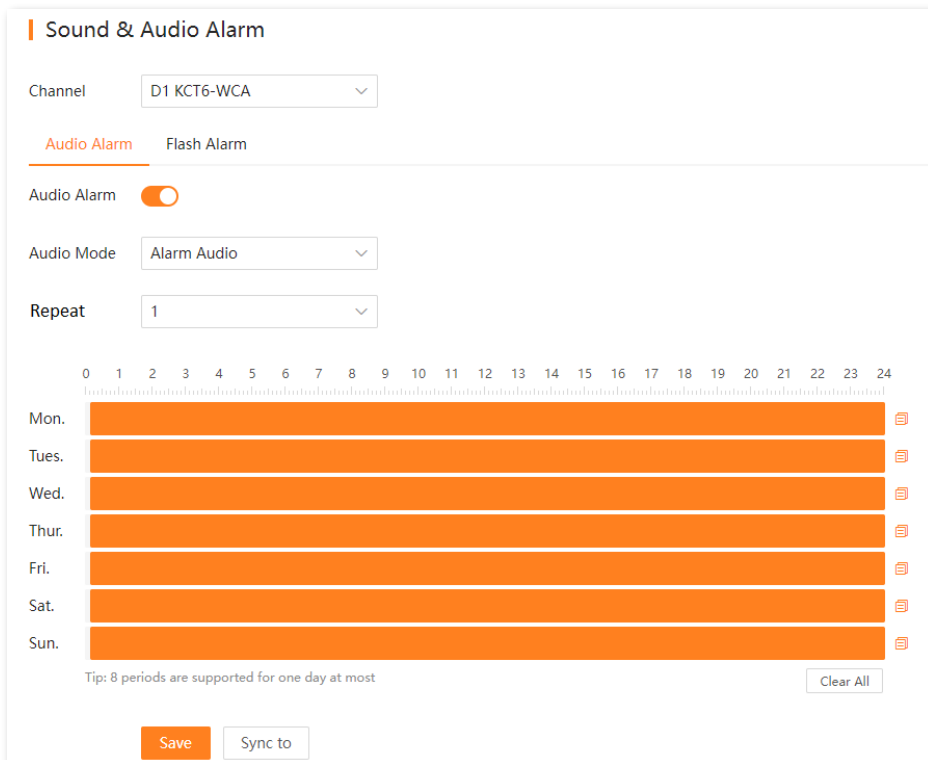 Sound & Audio Alarm
Channel D1 KCT6-WCA
Audio Alarm Flash Alarm
Audio Alarm
Audio Mode Alarm Audio
Repeat 1
0 1 2 3 4 5 6 7 8 9 10 11 12 13 14 15 16 17 18 19 20 21 22 23 24
Mon.
Tues.
Wed.
Thur.
Fri.
Sat.
Sun.
Tip: 8 periods are supported for one day at most
Clear All
Save Sync to